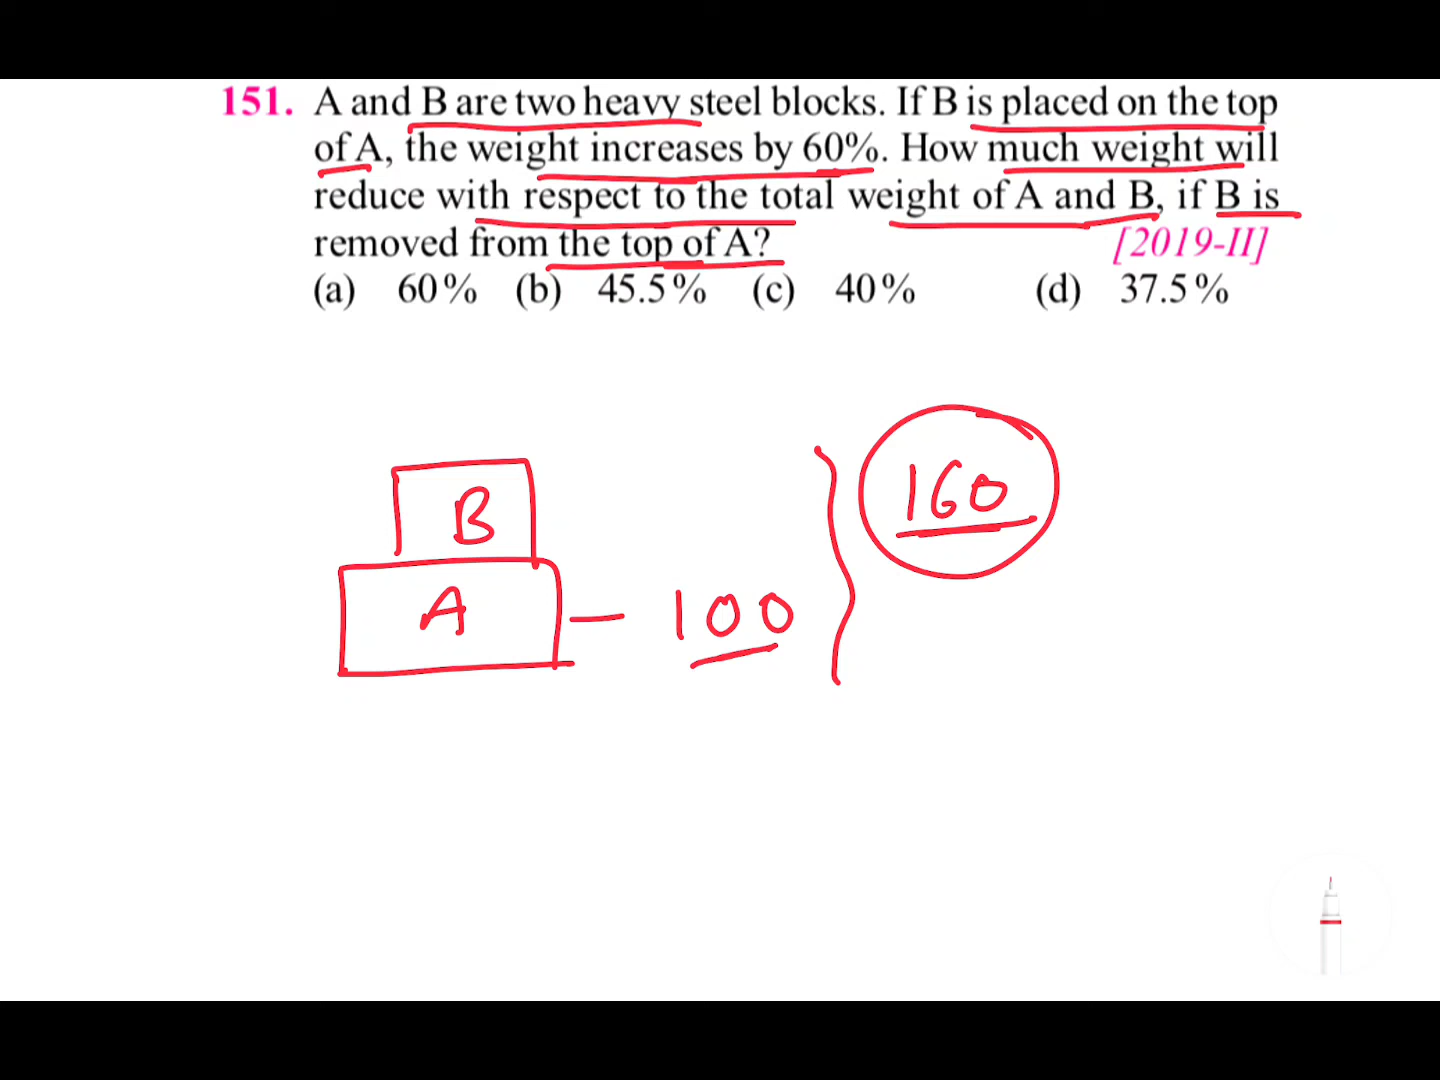 151. A and B are two heavy steel blocks. If B is placed on the top
of A, the weight increases by 60%. How much weight will
reduce with respect to the total weight of A and B, if B is
removed from the top of A? [2019-II]
(a) 60% (b) 45.5% (c) 40% (d) 37.5%
160
B
A – 100